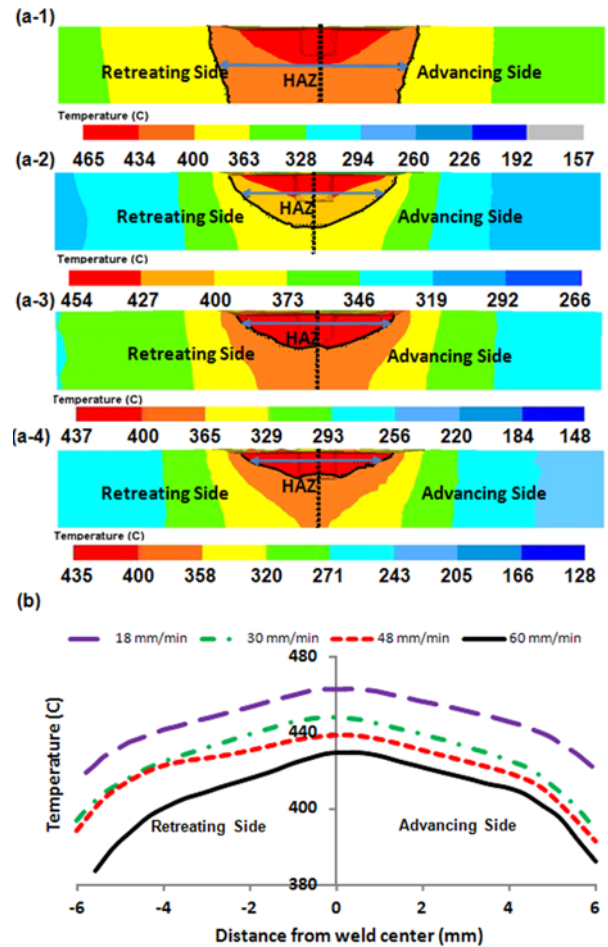 (a-1)
Retreating Side
Advancing Side
HAZ
Temperature (C)
465 434 400 363 328 294 260 226 192 157
(a-2)
Retreating Side
HAZ
Advancing Side
Temperature (C)
454 427 400 373 346 319 292 266
(a-3)
HAZ
Retreating Side
Advancing Side
Temperature (C)
437 400 365 329 293 256 220 184 148
(a-4)
Retreating Side
HAZ
Advancing Side
Temperature (C)
435 400 358 320 271 243 205 166 128
(b)
18 mm/min 30 mm/min 48 mm/min 60 mm/min
480
440
400
380
Temperature (C)
Retreating Side
Advancing Side
-6 -4 -2 0 2 4 6
Distance from weld center (mm)